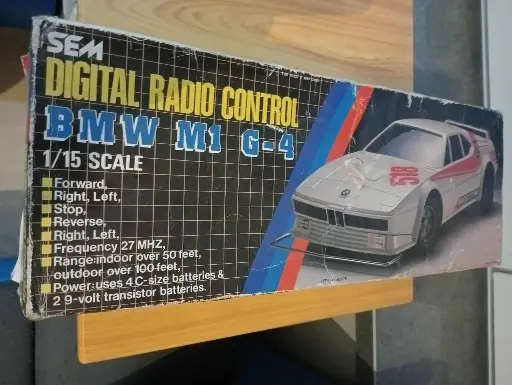 SEM
DIGITAL RADIO CONTROL
BMW M1 G-4
1/15 SCALE
Forward,
Right, Left,
Stop,
Reverse,
Right, Left,
Frequency 27 MHZ,
Range: indoor over 50 feet,
outdoor over 100 feet,
Power: uses 4 C-size batteries &
2 9-volt transistor batteries.